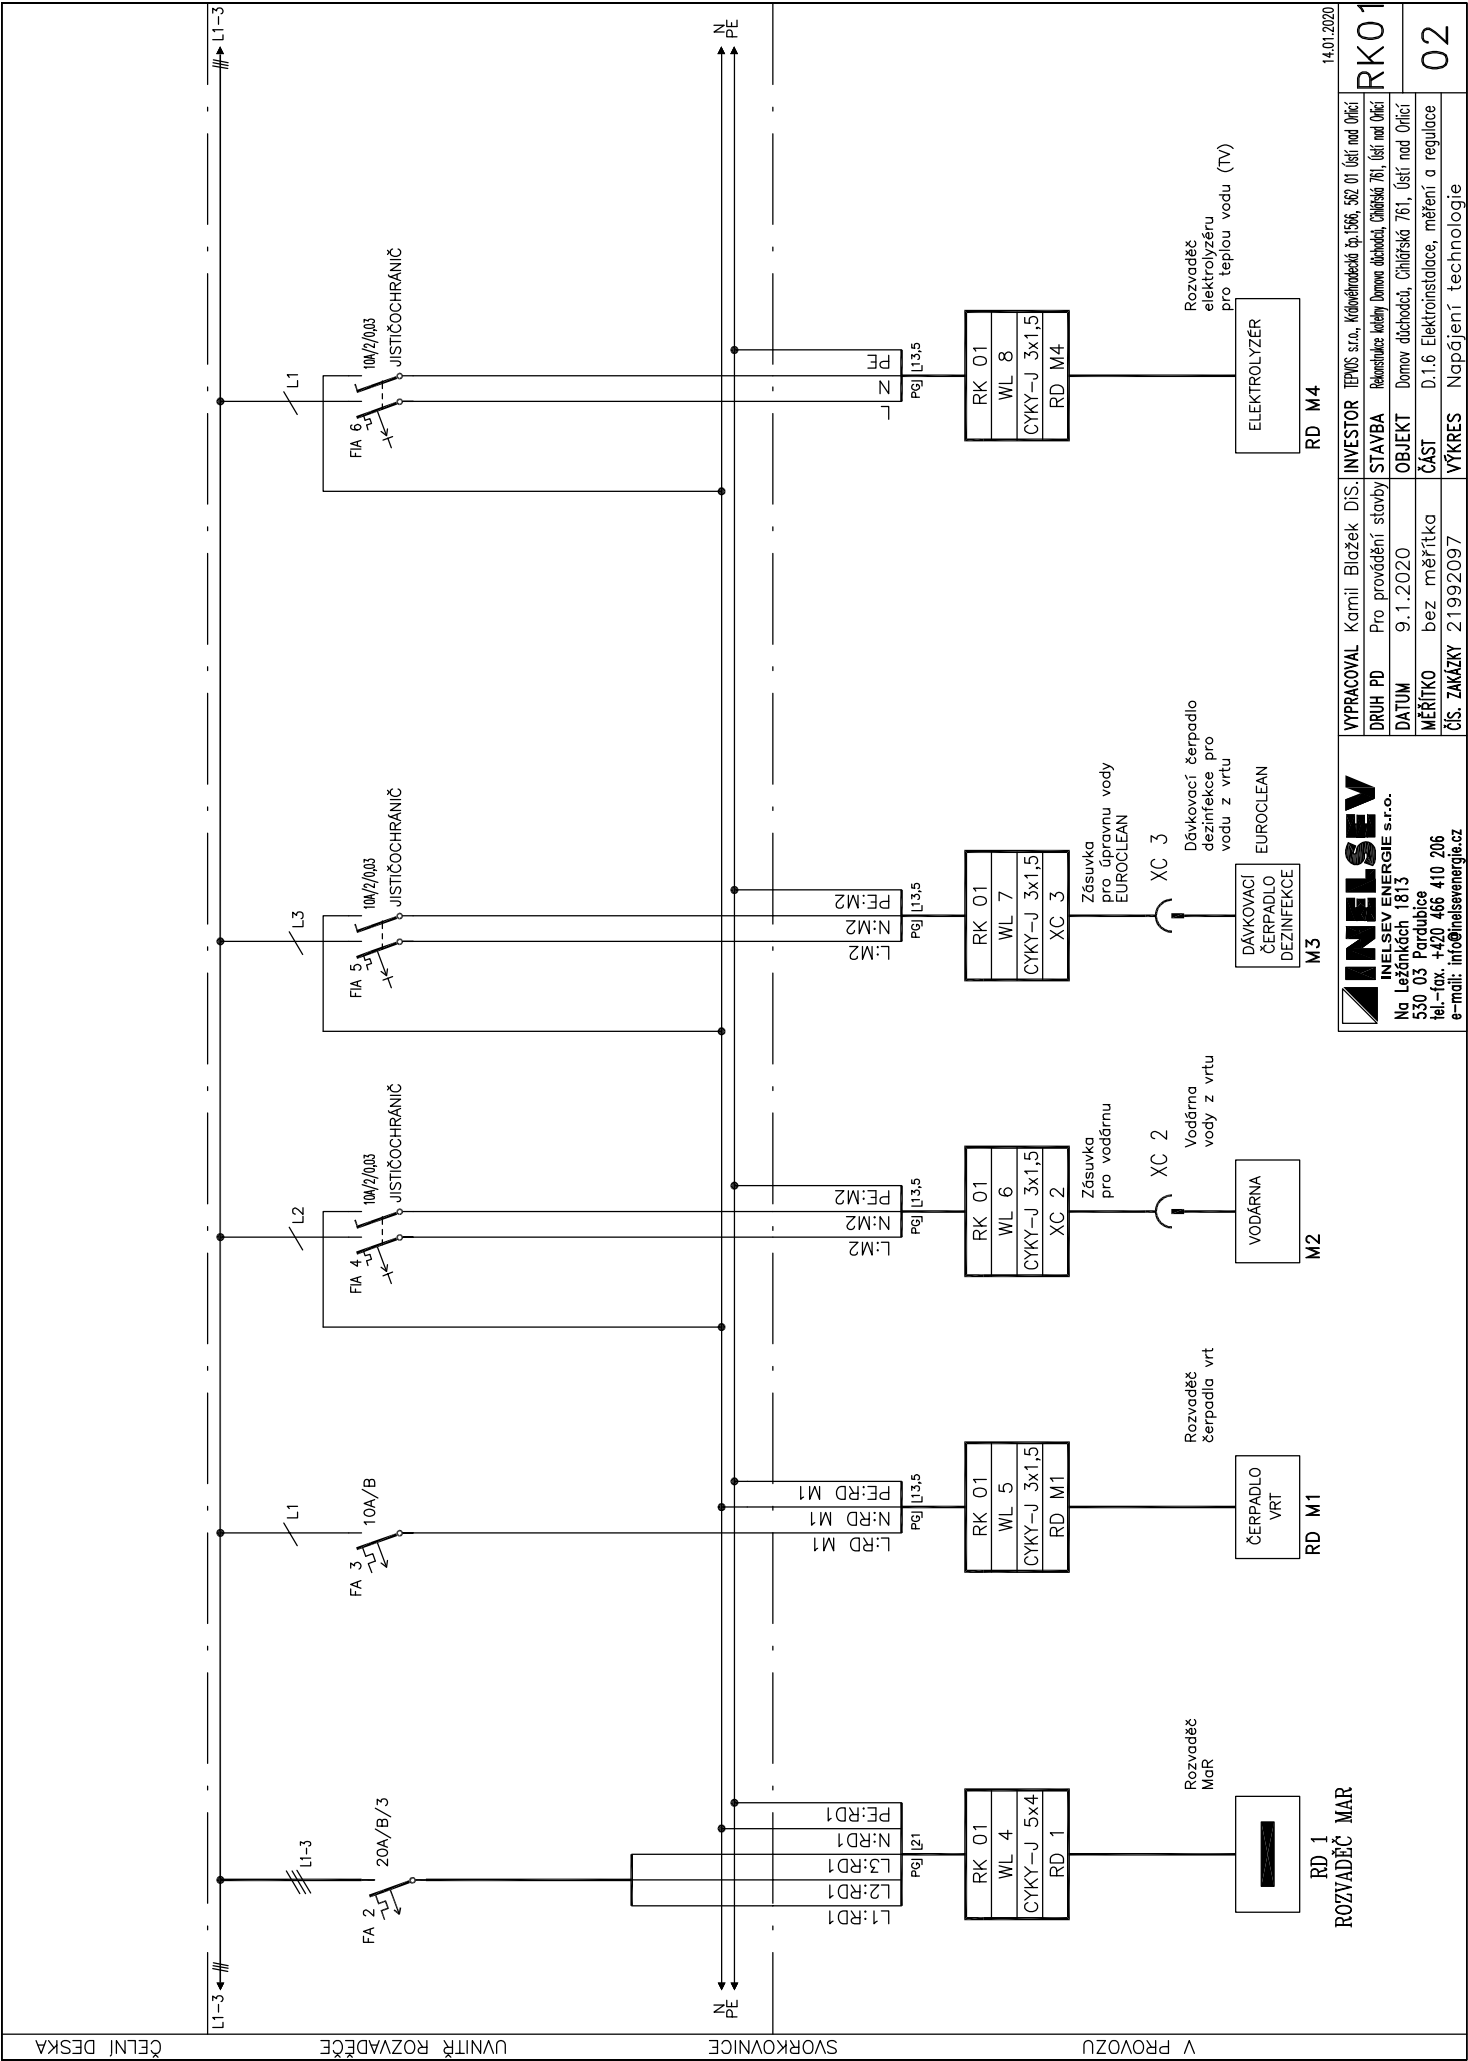 ČELNÍ DESKA
UVNITŘ ROZVADĚČE
SVORKOVNICE
V PROVOZU
L1-3
L1-3
N
PE
N
PE
L1-3
FA 2
20A/B/3
L1:RD1
L2:RD1
L3:RD1
N:RD1
PE:RD1
PGJ L21
RK 01
WL 4
CYKY-J 5x4
RD 1
Rozvaděč
MaR
RD 1
ROZVADĚČ MAR
L1
FA 3
10A/B
L:RD M1
N:RD M1
PE:RD M1
PGJ L13,5
RK 01
WL 5
CYKY-J 3x1,5
RD M1
Rozvaděč
čerpadla vrt
ČERPADLO
VRT
RD M1
L2
FIA 4
10A/2/0,03
JISTIČOCHRÁNIČ
L:M2
N:M2
PE:M2
PGJ L13,5
RK 01
WL 6
CYKY-J 3x1,5
XC 2
Zásuvka
pro vodárnu
XC 2
Vodárna
vody z vrtu
VODÁRNA
M2
L3
FIA 5
10A/2/0,03
JISTIČOCHRÁNIČ
L:M2
N:M2
PE:M2
PGJ L13,5
RK 01
WL 7
CYKY-J 3x1,5
XC 3
Zásuvka
pro úpravnu vody
EUROCLEAN
XC 3
Dávkovací čerpadlo
dezinfekce pro
vodu z vrtu
EUROCLEAN
DÁVKOVACÍ
ČERPADLO
DEZINFEKCE
M3
L1
FIA 6
10A/2/0,03
JISTIČOCHRÁNIČ
L
N
PE
PGJ L13,5
RK 01
WL 8
CYKY-J 3x1,5
RD M4
Rozvaděč
elektrolyzéru
pro teplou vodu (TV)
ELEKTROLYZÉR
RD M4
14.01.2020
INELSEV
INELSEV ENERGIE s.r.o.
Na Ležánkách 1813
530 03 Pardubice
tel.-fax. +420 466 410 206
e-mail: info@inelsevenergie.cz
VYPRACOVAL Kamil Blažek DiS.
DRUH PD Pro provádění stavby
DATUM 9.1.2020
MĚŘÍTKO bez měřítka
ČÍS. ZAKÁZKY 21992097
INVESTOR TEPVOS s.r.o., Královéhradecká čp.1566, 562 01 Ústí nad Orlicí
STAVBA Rekonstrukce kotelny Domova důchodců, Cihlářská 761, Ústí nad Orlicí
OBJEKT Domov důchodců, Cihlářská 761, Ústí nad Orlicí
ČÁST D.1.6 Elektroinstalace, měření a regulace
VÝKRES Napájení technologie
RK01
02